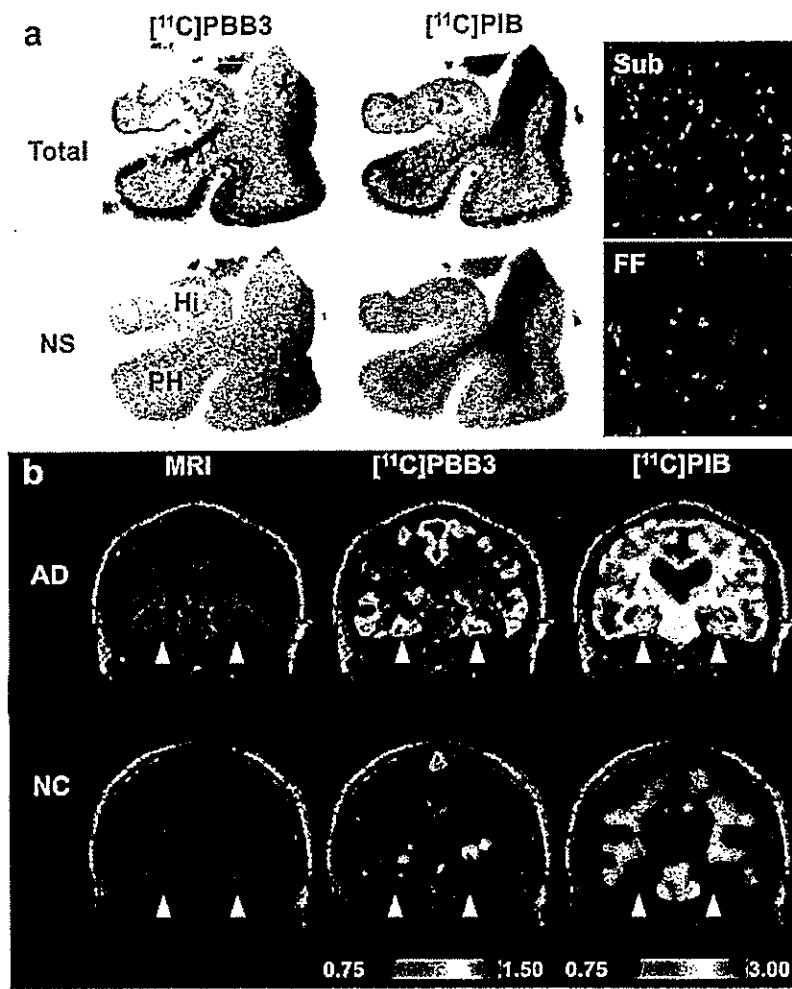 a
[¹¹C]PBB3 [¹¹C]PIB
Sub
Total
FF
Hi
NS
PH
b
MRI [¹¹C]PBB3 [¹¹C]PIB
AD
NC
0.75 1.50 0.75 3.00